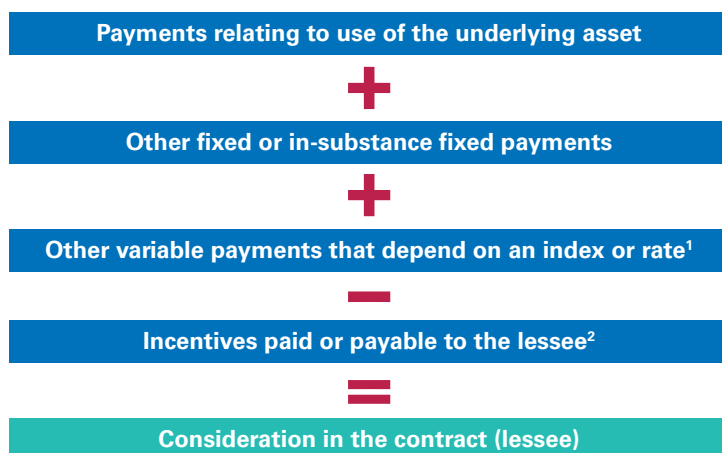 Payments relating to use of the underlying asset
+
Other fixed or in-substance fixed payments
+
Other variable payments that depend on an index or rate¹
–
Incentives paid or payable to the lessee²
=
Consideration in the contract (lessee)